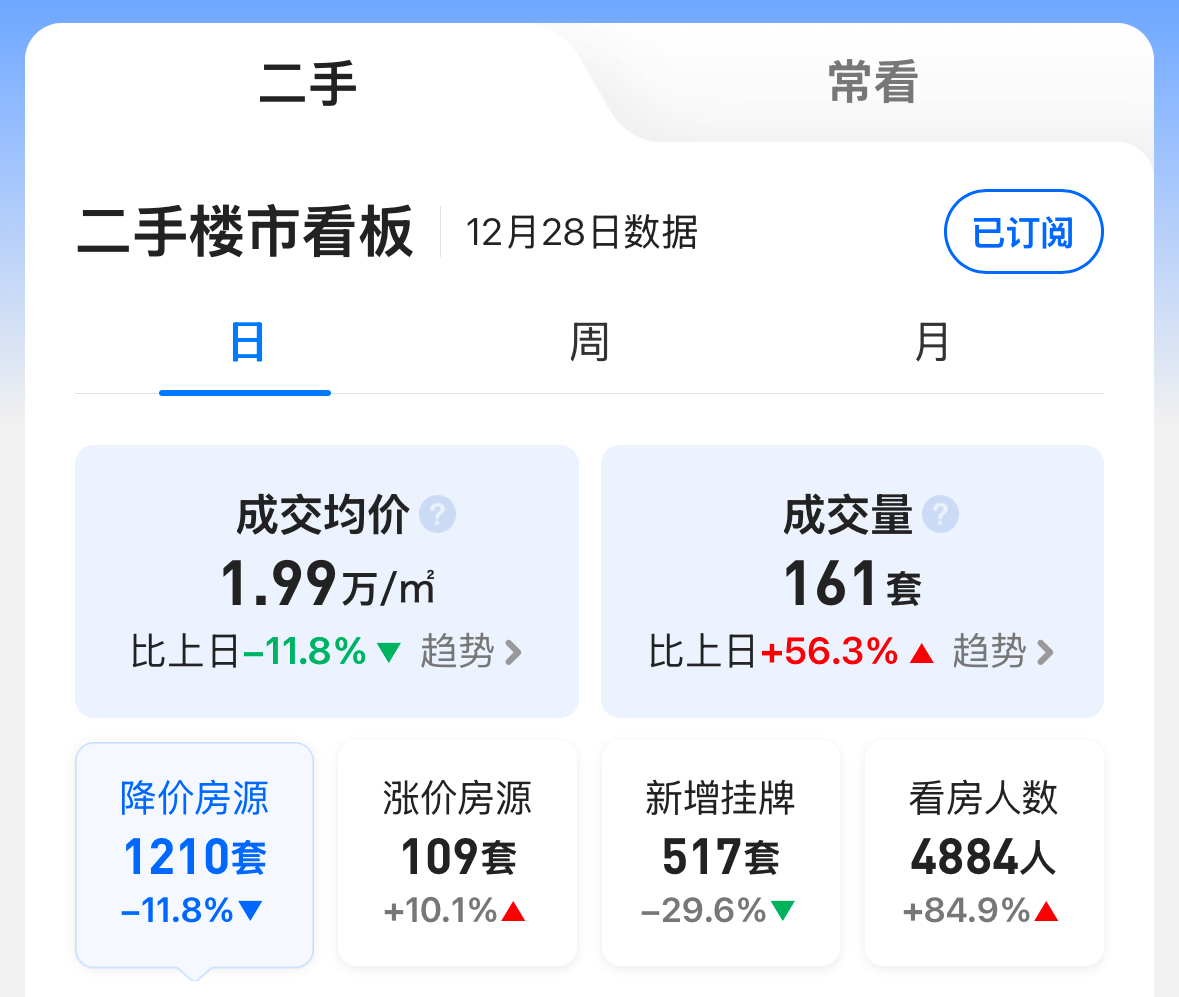 二手
常看
二手楼市看板
12月28日数据
已订阅
日
周
月
成交均价 ?
1.99万/㎡
比上日-11.8% ▼ 趋势 >
成交量 ?
161套
比上日+56.3% ▲ 趋势 >
降价房源
1210套
-11.8%▼
涨价房源
109套
+10.1%▲
新增挂牌
517套
-29.6%▼
看房人数
4884人
+84.9%▲